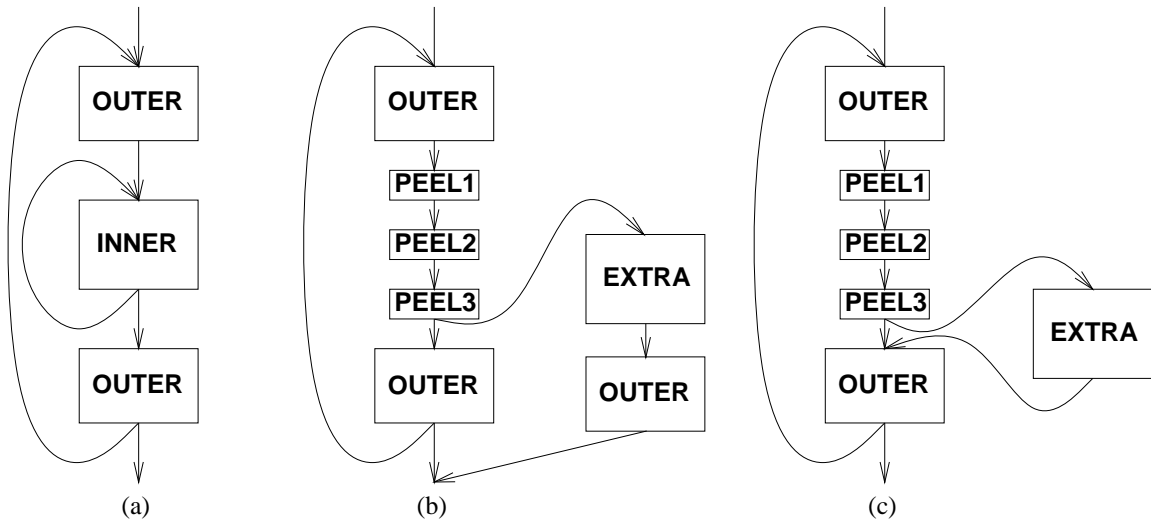 OUTER
INNER
OUTER
(a)
OUTER
PEEL1
PEEL2
PEEL3
OUTER
EXTRA
OUTER
(b)
OUTER
PEEL1
PEEL2
PEEL3
OUTER
EXTRA
(c)